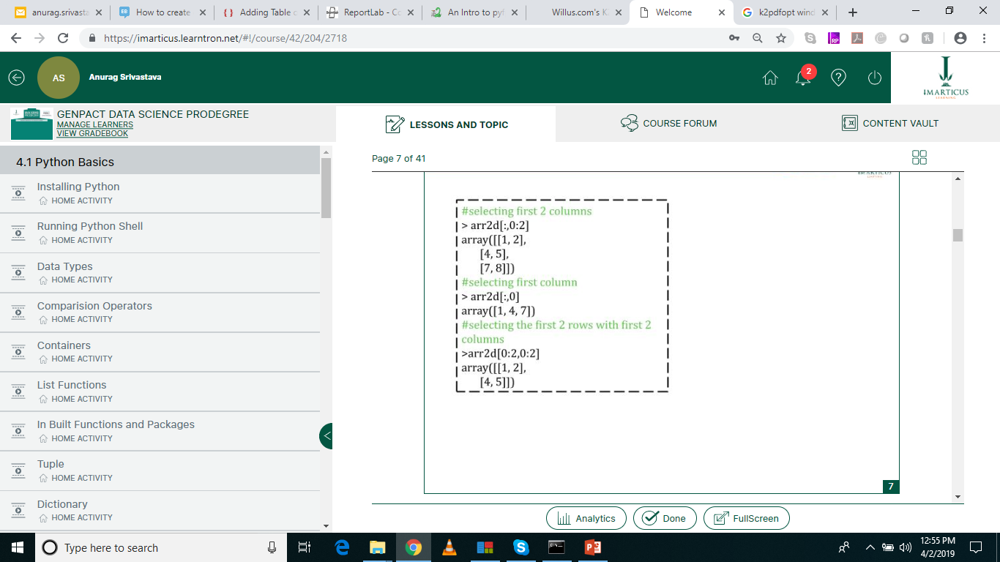 anurag.srivasta
How to create
Adding Table c
ReportLab - Co
An Intro to pyf
Willus.com's K
Welcome
k2pdfopt wind
https://imarticus.learntron.net/#!/course/42/204/2718
AS
Anurag Srivastava
2
IMARTICUS
LEARNING
GENPACT DATA SCIENCE PRODEGREE
MANAGE LEARNERS
VIEW GRADEBOOK
LESSONS AND TOPIC
COURSE FORUM
CONTENT VAULT
4.1 Python Basics
Installing Python
HOME ACTIVITY
Running Python Shell
HOME ACTIVITY
Data Types
HOME ACTIVITY
Comparision Operators
HOME ACTIVITY
Containers
HOME ACTIVITY
List Functions
HOME ACTIVITY
In Built Functions and Packages
HOME ACTIVITY
Tuple
HOME ACTIVITY
Dictionary
HOME ACTIVITY
Page 7 of 41
#selecting first 2 columns
> arr2d[:,0:2]
array([[1, 2],
[4, 5],
[7, 8]])
#selecting first column
> arr2d[:,0]
array([1, 4, 7])
#selecting the first 2 rows with first 2
columns
>arr2d[0:2,0:2]
array([[1, 2],
[4, 5]])
7
Analytics
Done
FullScreen
Type here to search
12:55 PM
4/2/2019